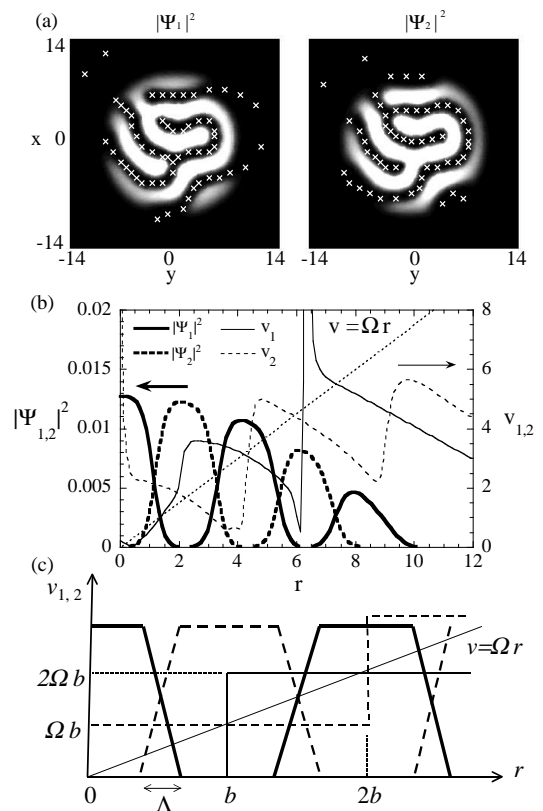 (a) |Ψ₁|² |Ψ₂|²
14
x 0
-14
-14 0 14 -14 0 14
y y
(b)
0.02 8
|Ψ₁|² v₁ v = Ω r
|Ψ₂|² v₂
0.015 6
|Ψ₁,₂|² 0.01 4 v₁,₂
0.005 2
0 0
0 2 4 6 8 10 12
r
(c)
v₁, ₂
v=Ω r
2Ω b
Ω b
0 Λ b 2b r